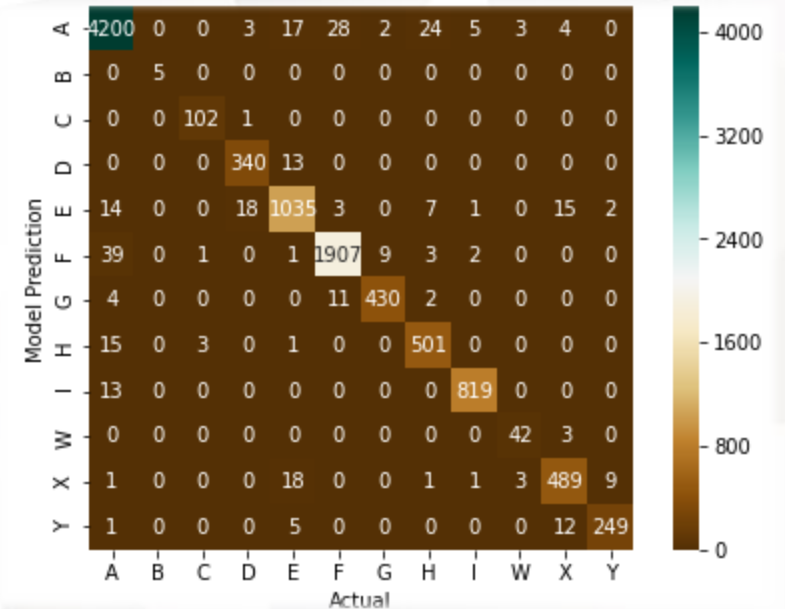 A 4200 0 0 3 17 28 2 24 5 3 4 0
B 0 5 0 0 0 0 0 0 0 0 0 0
C 0 0 102 1 0 0 0 0 0 0 0 0
D 0 0 0 340 13 0 0 0 0 0 0 0
E 14 0 0 18 1035 3 0 7 1 0 15 2
F 39 0 1 0 1 1907 9 3 2 0 0 0
G 4 0 0 0 0 11 430 2 0 0 0 0
H 15 0 3 0 1 0 0 501 0 0 0 0
I 13 0 0 0 0 0 0 0 819 0 0 0
W 0 0 0 0 0 0 0 0 0 42 3 0
X 1 0 0 0 18 0 0 1 1 3 489 9
Y 1 0 0 0 5 0 0 0 0 0 12 249
A B C D E F G H I W X Y
Actual
Model Prediction
4000
3200
2400
1600
800
0